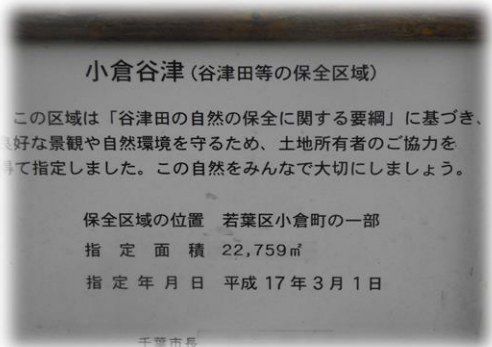 小倉谷津(谷津田等の保全区域)
この区域は「谷津田の自然の保全に関する要綱」に基づき、
良好な景観や自然環境を守るため、土地所有者のご協力を
得て指定しました。この自然をみんなで大切にしましょう。
保全区域の位置 若葉区小倉町の一部
指定面積 22,759㎡
指定年月日 平成17年3月1日
千葉市長